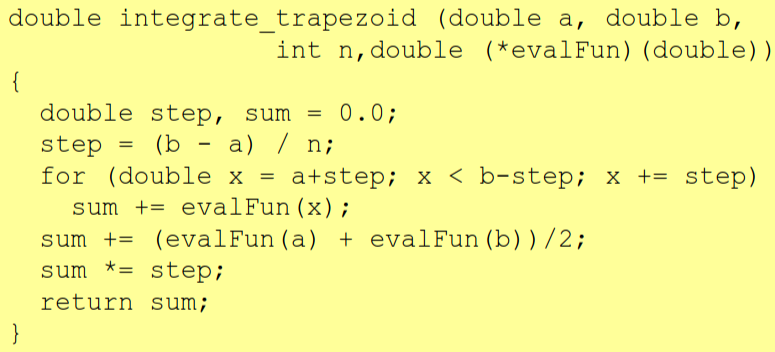 double integrate_trapezoid (double a, double b,
int n,double (*evalFun)(double))
{
double step, sum = 0.0;
step = (b - a) / n;
for (double x = a+step; x < b-step; x += step)
sum += evalFun(x);
sum += (evalFun(a) + evalFun(b))/2;
sum *= step;
return sum;
}